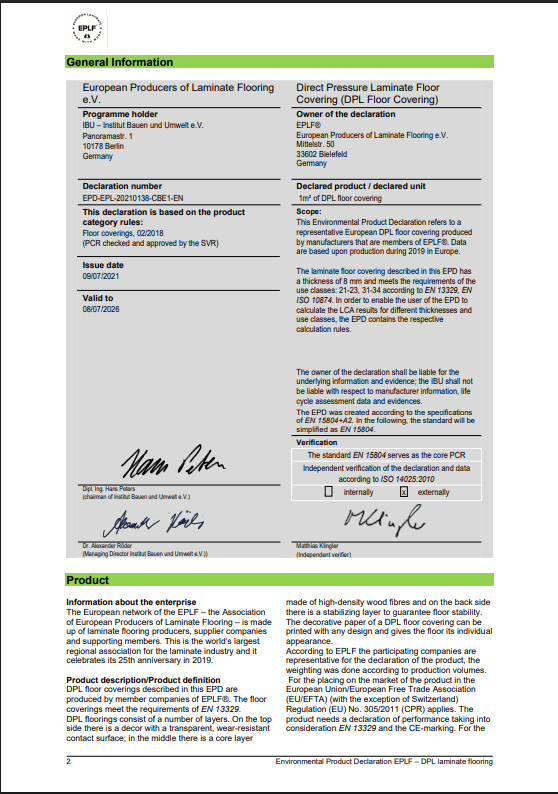 EPLF
General Information
European Producers of Laminate Flooring
e.V.
Programme holder
IBU – Institut Bauen und Umwelt e.V.
Panoramastr. 1
10178 Berlin
Germany
Declaration number
EPD-EPL-20210138-CBE1-EN
This declaration is based on the product
category rules:
Floor coverings, 02/2018
(PCR checked and approved by the SVR)
Issue date
09/07/2021
Valid to
08/07/2026
Hans Peters
Dipl. Ing. Hans Peters
(chairman of Institut Bauen und Umwelt e.V.)
Dr. Alexander Röder
(Managing Director Institut Bauen und Umwelt e.V.))
Direct Pressure Laminate Floor
Covering (DPL Floor Covering)
Owner of the declaration
EPLF®
European Producers of Laminate Flooring e.V.
Mittelstr. 50
33602 Bielefeld
Germany
Declared product / declared unit
1m² of DPL floor covering
Scope:
This Environmental Product Declaration refers to a
representative European DPL floor covering produced
by manufacturers that are members of EPLF®. Data
are based upon production during 2019 in Europe.
The laminate floor covering described in this EPD has
a thickness of 8 mm and meets the requirements of the
use classes: 21-23, 31-34 according to EN 13329, EN
ISO 10874. In order to enable the user of the EPD to
calculate the LCA results for different thicknesses and
use classes, the EPD contains the respective
calculation rules.
The owner of the declaration shall be liable for the
underlying information and evidence; the IBU shall not
be liable with respect to manufacturer information, life
cycle assessment data and evidences.
The EPD was created according to the specifications
of EN 15804+A2. In the following, the standard will be
simplified as EN 15804.
Verification
The standard EN 15804 serves as the core PCR
Independent verification of the declaration and data
according to ISO 14025:2010
internally x externally
MKlingler
Matthias Klingler
(Independent verifier)
Product
Information about the enterprise
The European network of the EPLF – the Association
of European Producers of Laminate Flooring – is made
up of laminate flooring producers, supplier companies
and supporting members. This is the world's largest
regional association for the laminate industry and it
celebrates its 25th anniversary in 2019.
Product description/Product definition
DPL floor coverings described in this EPD are
produced by member companies of EPLF®. The floor
coverings meet the requirements of EN 13329.
DPL floorings consist of a number of layers. On the top
side there is a decor with a transparent, wear-resistant
contact surface; in the middle there is a core layer
made of high-density wood fibres and on the back side
there is a stabilizing layer to guarantee floor stability.
The decorative paper of a DPL floor covering can be
printed with any design and gives the floor its individual
appearance.
According to EPLF the participating companies are
representative for the declaration of the product, the
weighting was done according to production volumes.
For the placing on the market of the product in the
European Union/European Free Trade Association
(EU/EFTA) (with the exception of Switzerland)
Regulation (EU) No. 305/2011 (CPR) applies. The
product needs a declaration of performance taking into
consideration EN 13329 and the CE-marking. For the
2 Environmental Product Declaration EPLF – DPL laminate flooring